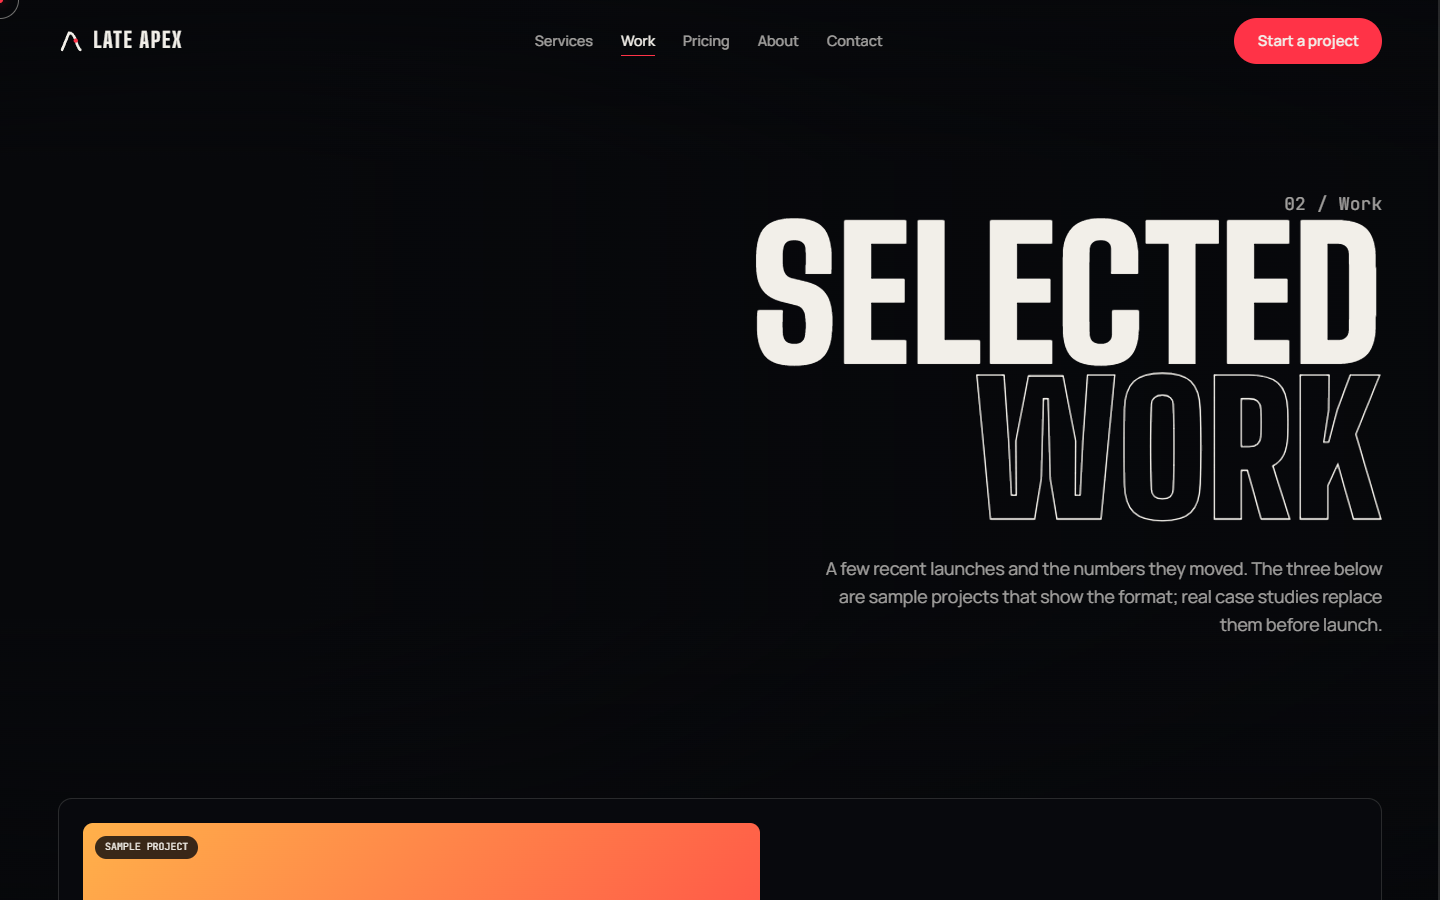 LATE APEX
Services
Work
Pricing
About
Contact
Start a project
02 / Work
SELECTED
WORK
A few recent launches and the numbers they moved. The three below
are sample projects that show the format; real case studies replace
them before launch.
SAMPLE PROJECT